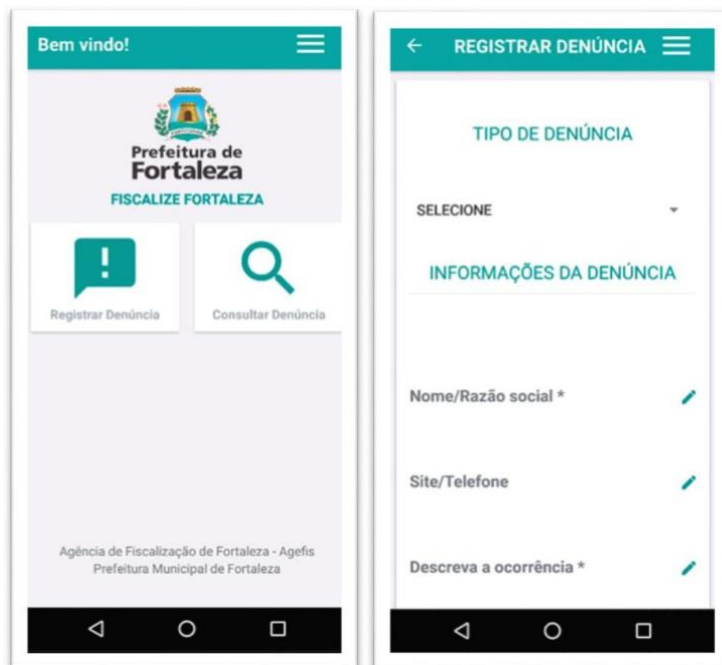 Bem vindo!
Prefeitura de
Fortaleza
FISCALIZE FORTALEZA
Registrar Denúncia
Consultar Denúncia
Agência de Fiscalização de Fortaleza - Agefis
Prefeitura Municipal de Fortaleza
REGISTRAR DENÚNCIA
TIPO DE DENÚNCIA
SELECIONE
INFORMAÇÕES DA DENÚNCIA
Nome/Razão social *
Site/Telefone
Descreva a ocorrência *